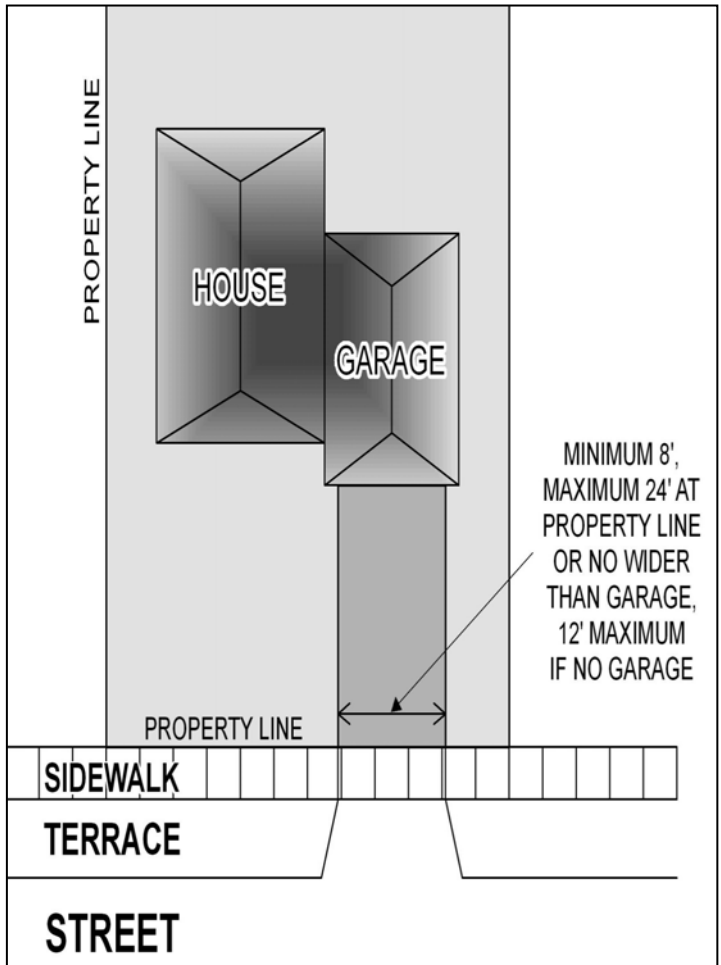 PROPERTY LINE
HOUSE
GARAGE
MINIMUM 8',
MAXIMUM 24' AT
PROPERTY LINE
OR NO WIDER
THAN GARAGE,
12' MAXIMUM
IF NO GARAGE
PROPERTY LINE
SIDEWALK
TERRACE
STREET